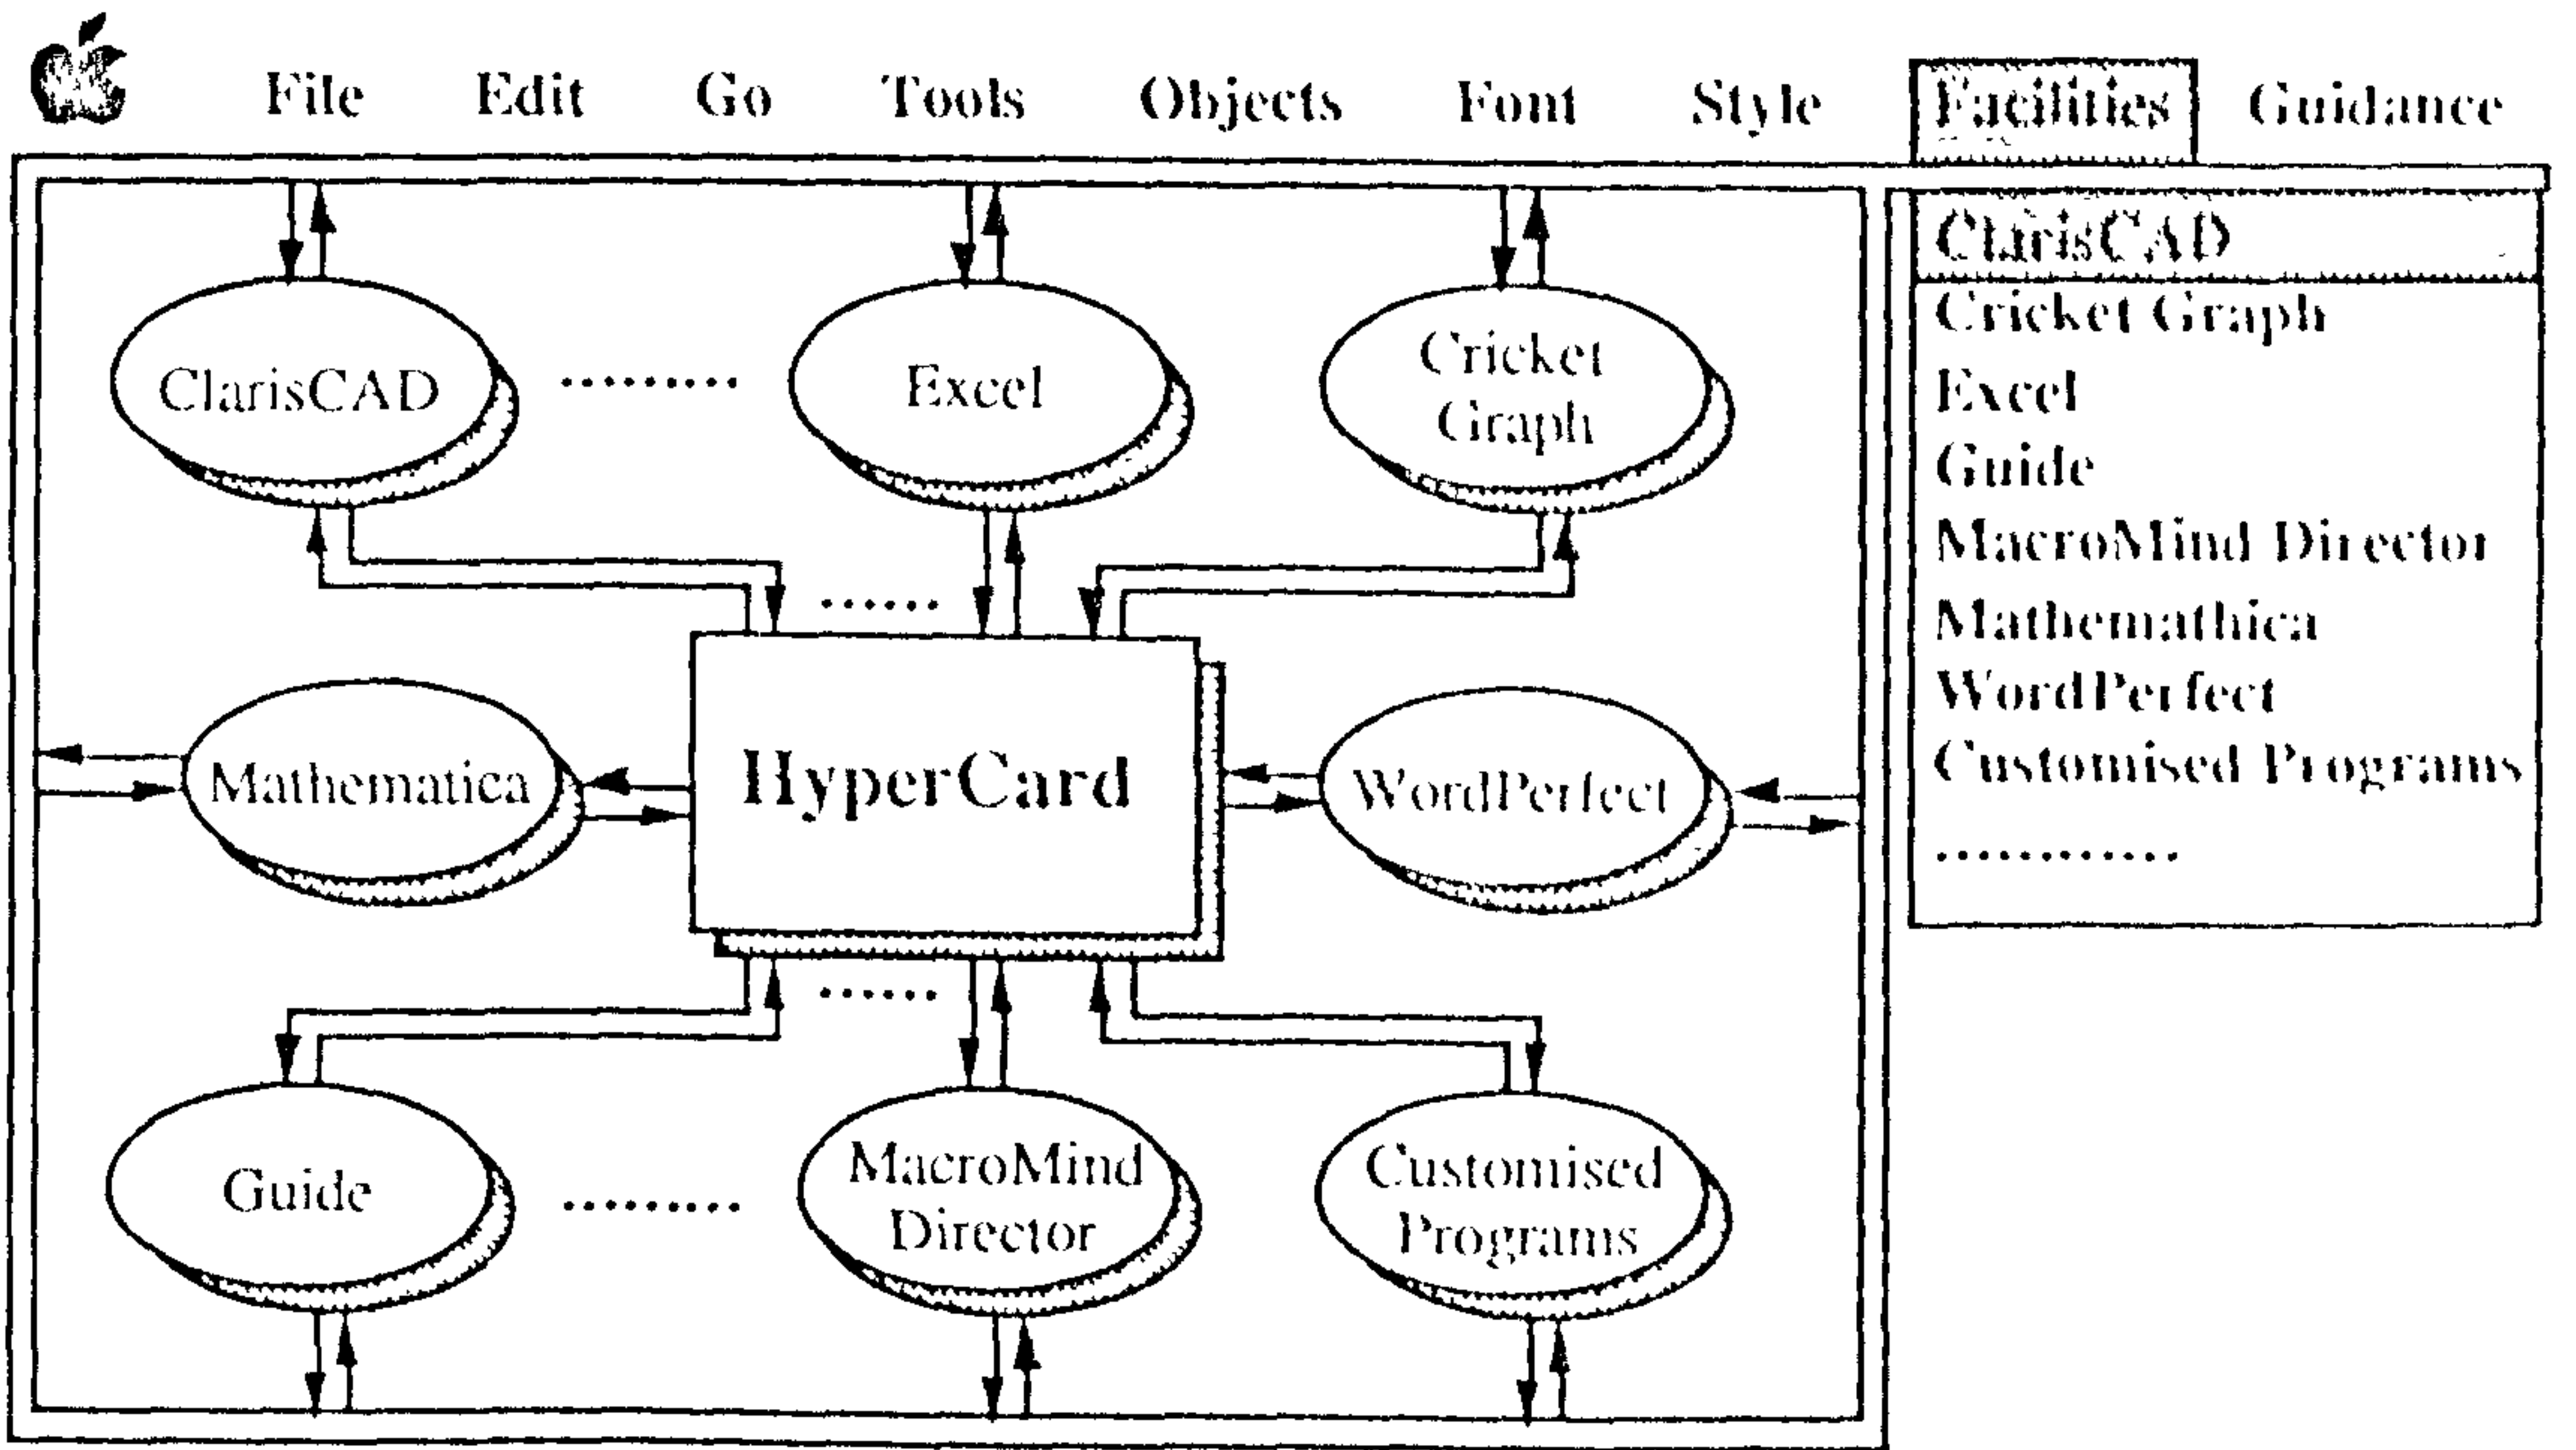 File Edit Go Tools Objects Font Style Facilities Guidance
ClarisCAD
Cricket Graph
Excel
Guide
MacroMind Director
Mathemathica
WordPerfect
Customised Programs
............
ClarisCAD ......... Excel
Cricket
Graph
......
Mathematica
HyperCard
WordPerfect
......
Guide .........
MacroMind
Director
Customised
Programs